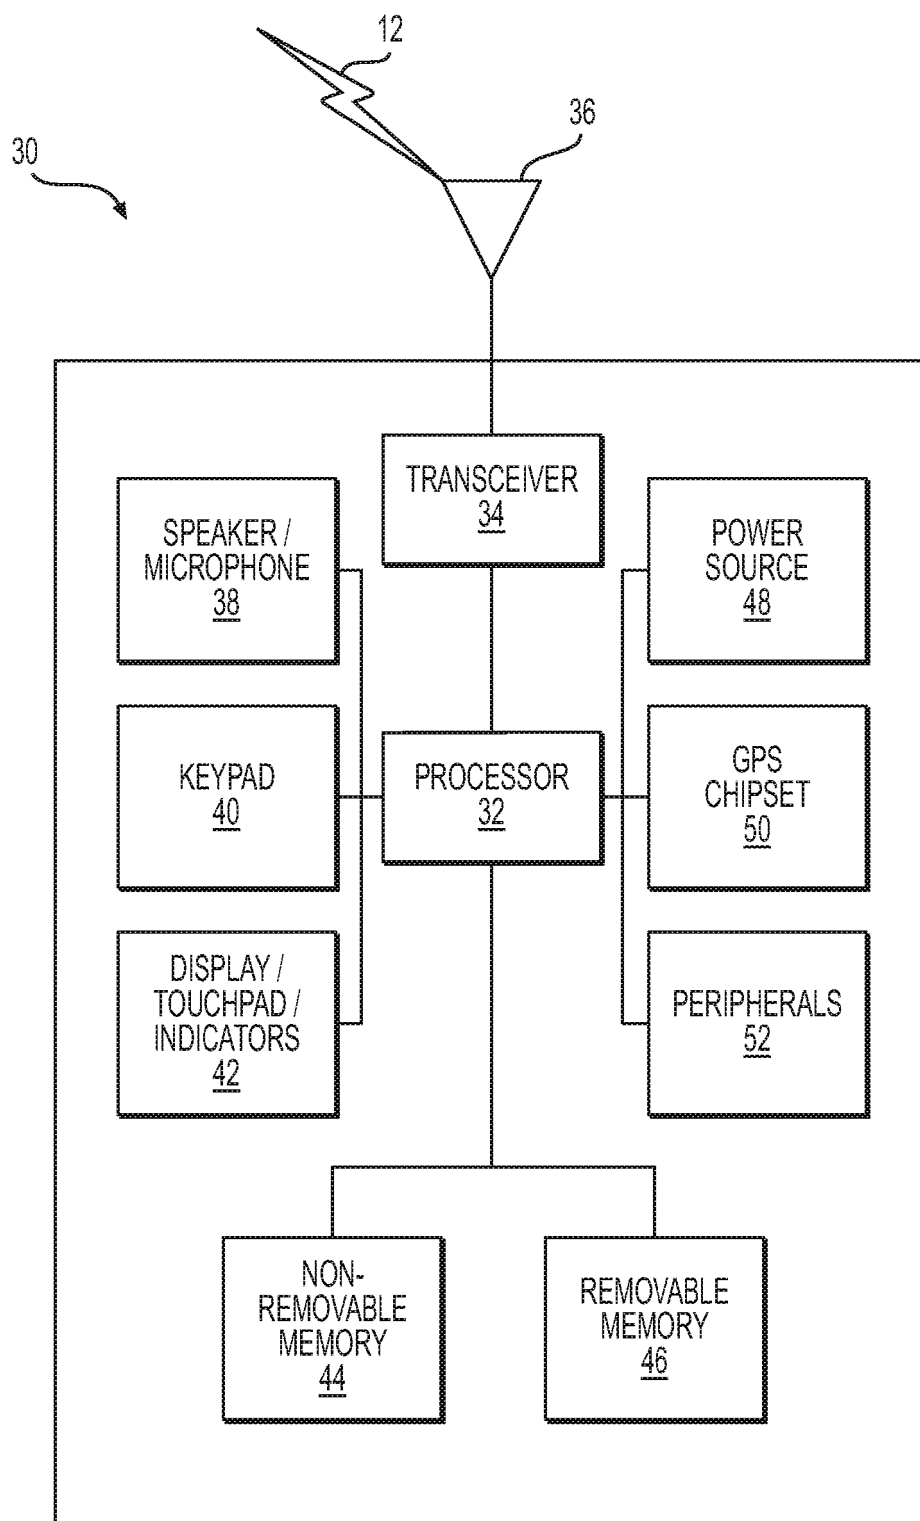 12
36
30
TRANSCEIVER
34
SPEAKER /
MICROPHONE
38
POWER
SOURCE
48
KEYPAD
40
PROCESSOR
32
GPS
CHIPSET
50
DISPLAY /
TOUCHPAD /
INDICATORS
42
PERIPHERALS
52
NON-
REMOVABLE
MEMORY
44
REMOVABLE
MEMORY
46